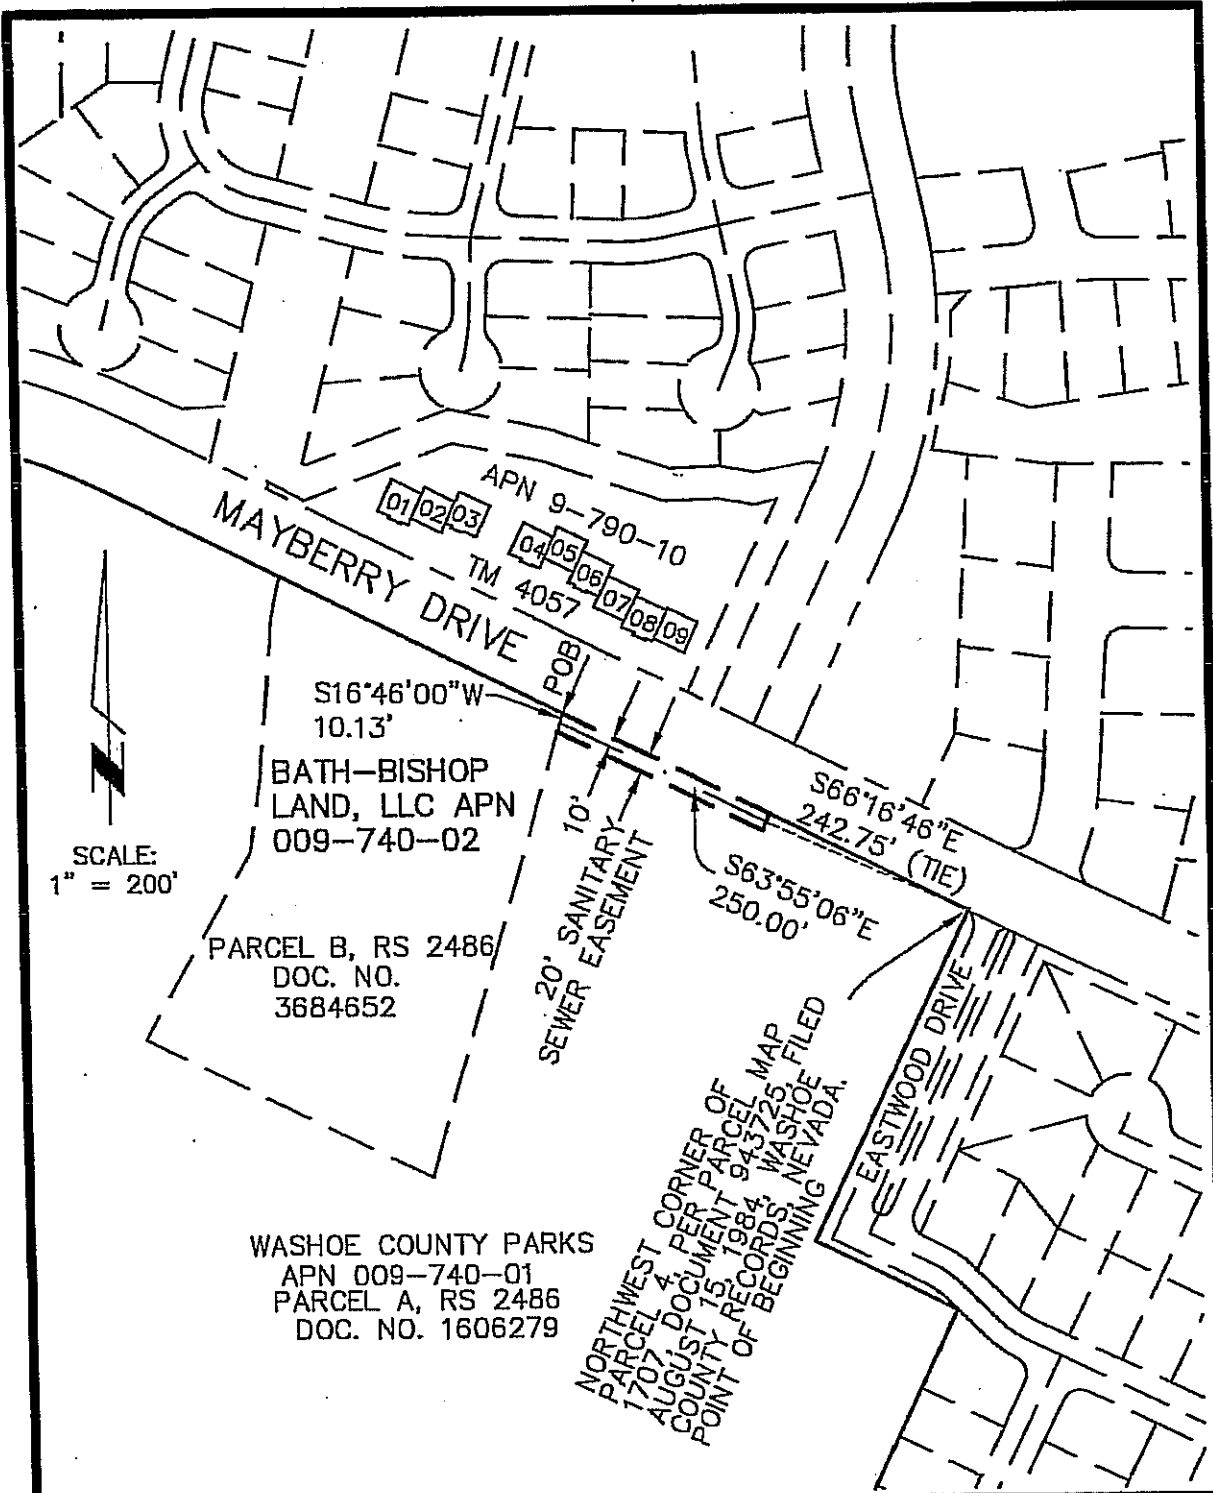 APN 9-790-10
01
02
03
04
05
06
07
08
09
TM 4057
MAYBERRY DRIVE
POB
S16°46'00"W
10.13'
BATH-BISHOP
LAND, LLC APN
009-740-02
N
SCALE:
1" = 200'
10'
20' SANITARY
SEWER EASEMENT
S66°16'46"E
242.75' (TIE)
S63°55'06"E
250.00'
PARCEL B, RS 2486
DOC. NO.
3684652
EASTWOOD DRIVE
NORTHWEST CORNER OF
PARCEL 4, PER PARCEL MAP
1707, DOCUMENT 943725, FILED
AUGUST 15, 1984, WASHOE
COUNTY RECORDS, NEVADA.
POINT OF BEGINNING
WASHOE COUNTY PARKS
APN 009-740-01
PARCEL A, RS 2486
DOC. NO. 1606279